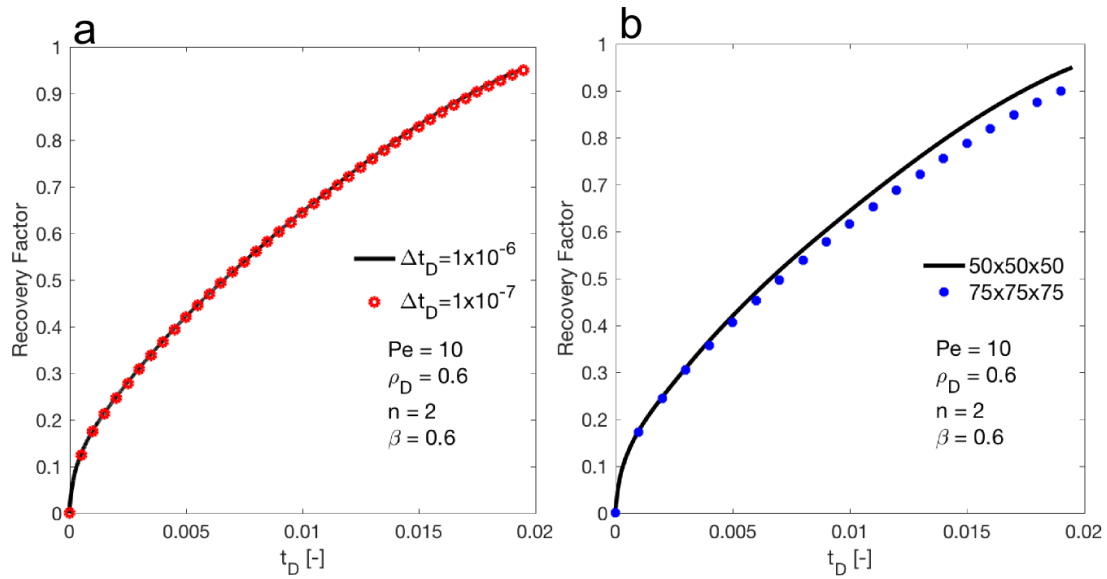 a
1
0.9
0.8
0.7
0.6
0.5
0.4
0.3
0.2
0.1
0
Recovery Factor
Δt_D=1x10^-6
Δt_D=1x10^-7
Pe = 10
ρ_D = 0.6
n = 2
β = 0.6
0 0.005 0.01 0.015 0.02
t_D [-]
b
1
0.9
0.8
0.7
0.6
0.5
0.4
0.3
0.2
0.1
0
Recovery Factor
50x50x50
75x75x75
Pe = 10
ρ_D = 0.6
n = 2
β = 0.6
0 0.005 0.01 0.015 0.02
t_D [-]